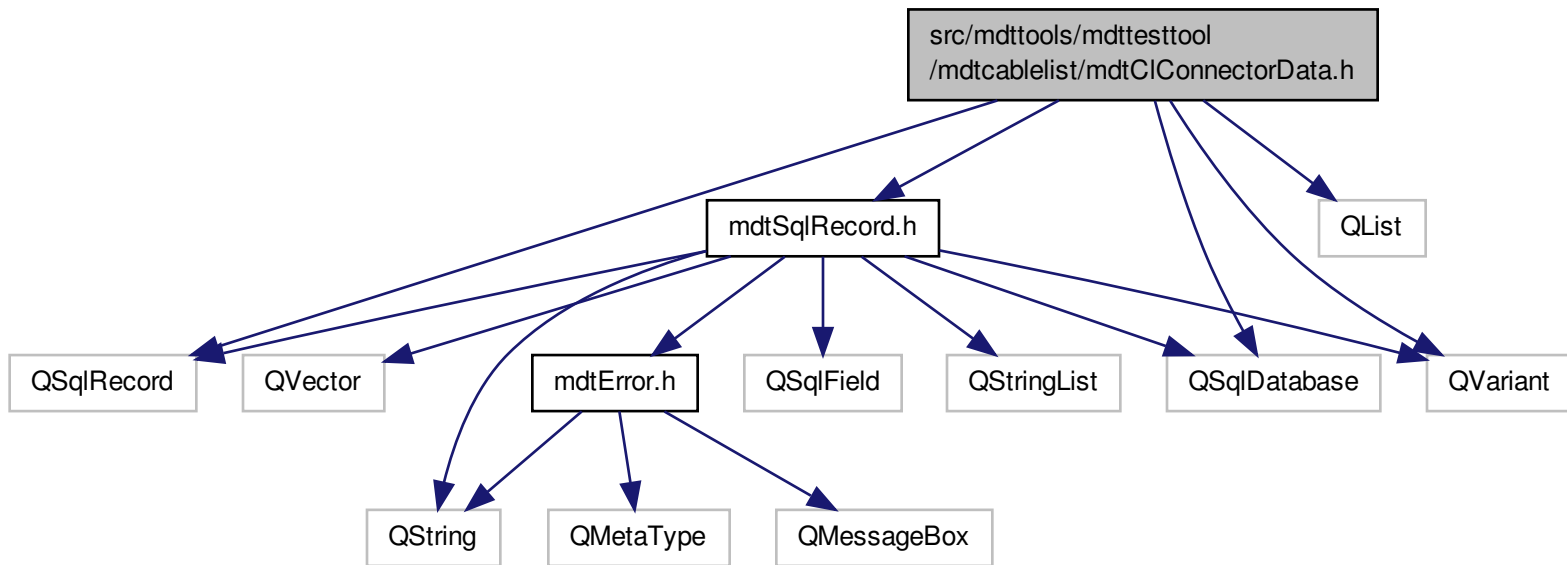 src/mdttools/mdttesttool
/mdtcablelist/mdtClConnectorData.h
mdtSqlRecord.h
QList
QSqlRecord
QVector
mdtError.h
QSqlField
QStringList
QSqlDatabase
QVariant
QString
QMetaType
QMessageBox